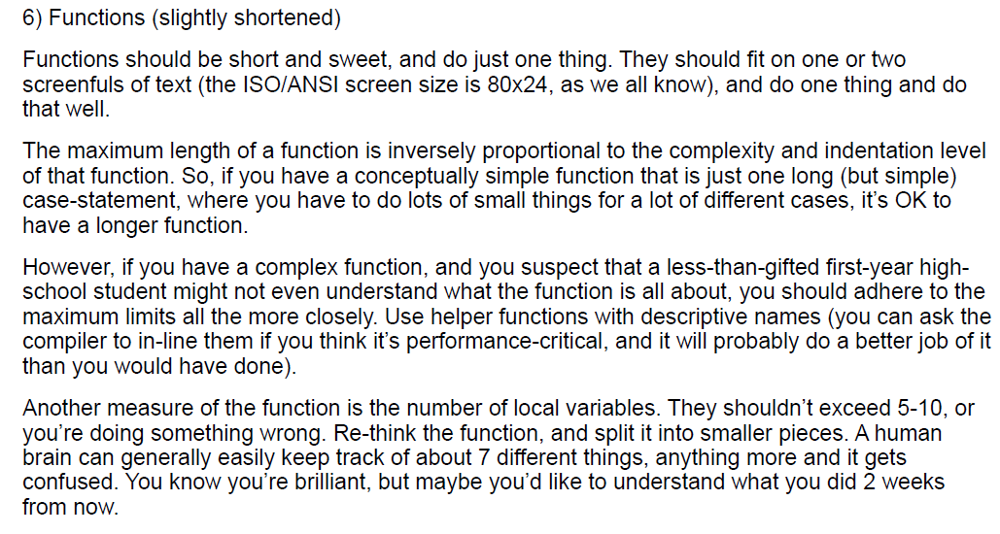 6) Functions (slightly shortened)
Functions should be short and sweet, and do just one thing. They should fit on one or two
screenfuls of text (the ISO/ANSI screen size is 80x24, as we all know), and do one thing and do
that well.
The maximum length of a function is inversely proportional to the complexity and indentation level
of that function. So, if you have a conceptually simple function that is just one long (but simple)
case-statement, where you have to do lots of small things for a lot of different cases, it’s OK to
have a longer function.
However, if you have a complex function, and you suspect that a less-than-gifted first-year high-
school student might not even understand what the function is all about, you should adhere to the
maximum limits all the more closely. Use helper functions with descriptive names (you can ask the
compiler to in-line them if you think it’s performance-critical, and it will probably do a better job of it
than you would have done).
Another measure of the function is the number of local variables. They shouldn’t exceed 5-10, or
you’re doing something wrong. Re-think the function, and split it into smaller pieces. A human
brain can generally easily keep track of about 7 different things, anything more and it gets
confused. You know you’re brilliant, but maybe you’d like to understand what you did 2 weeks
from now.